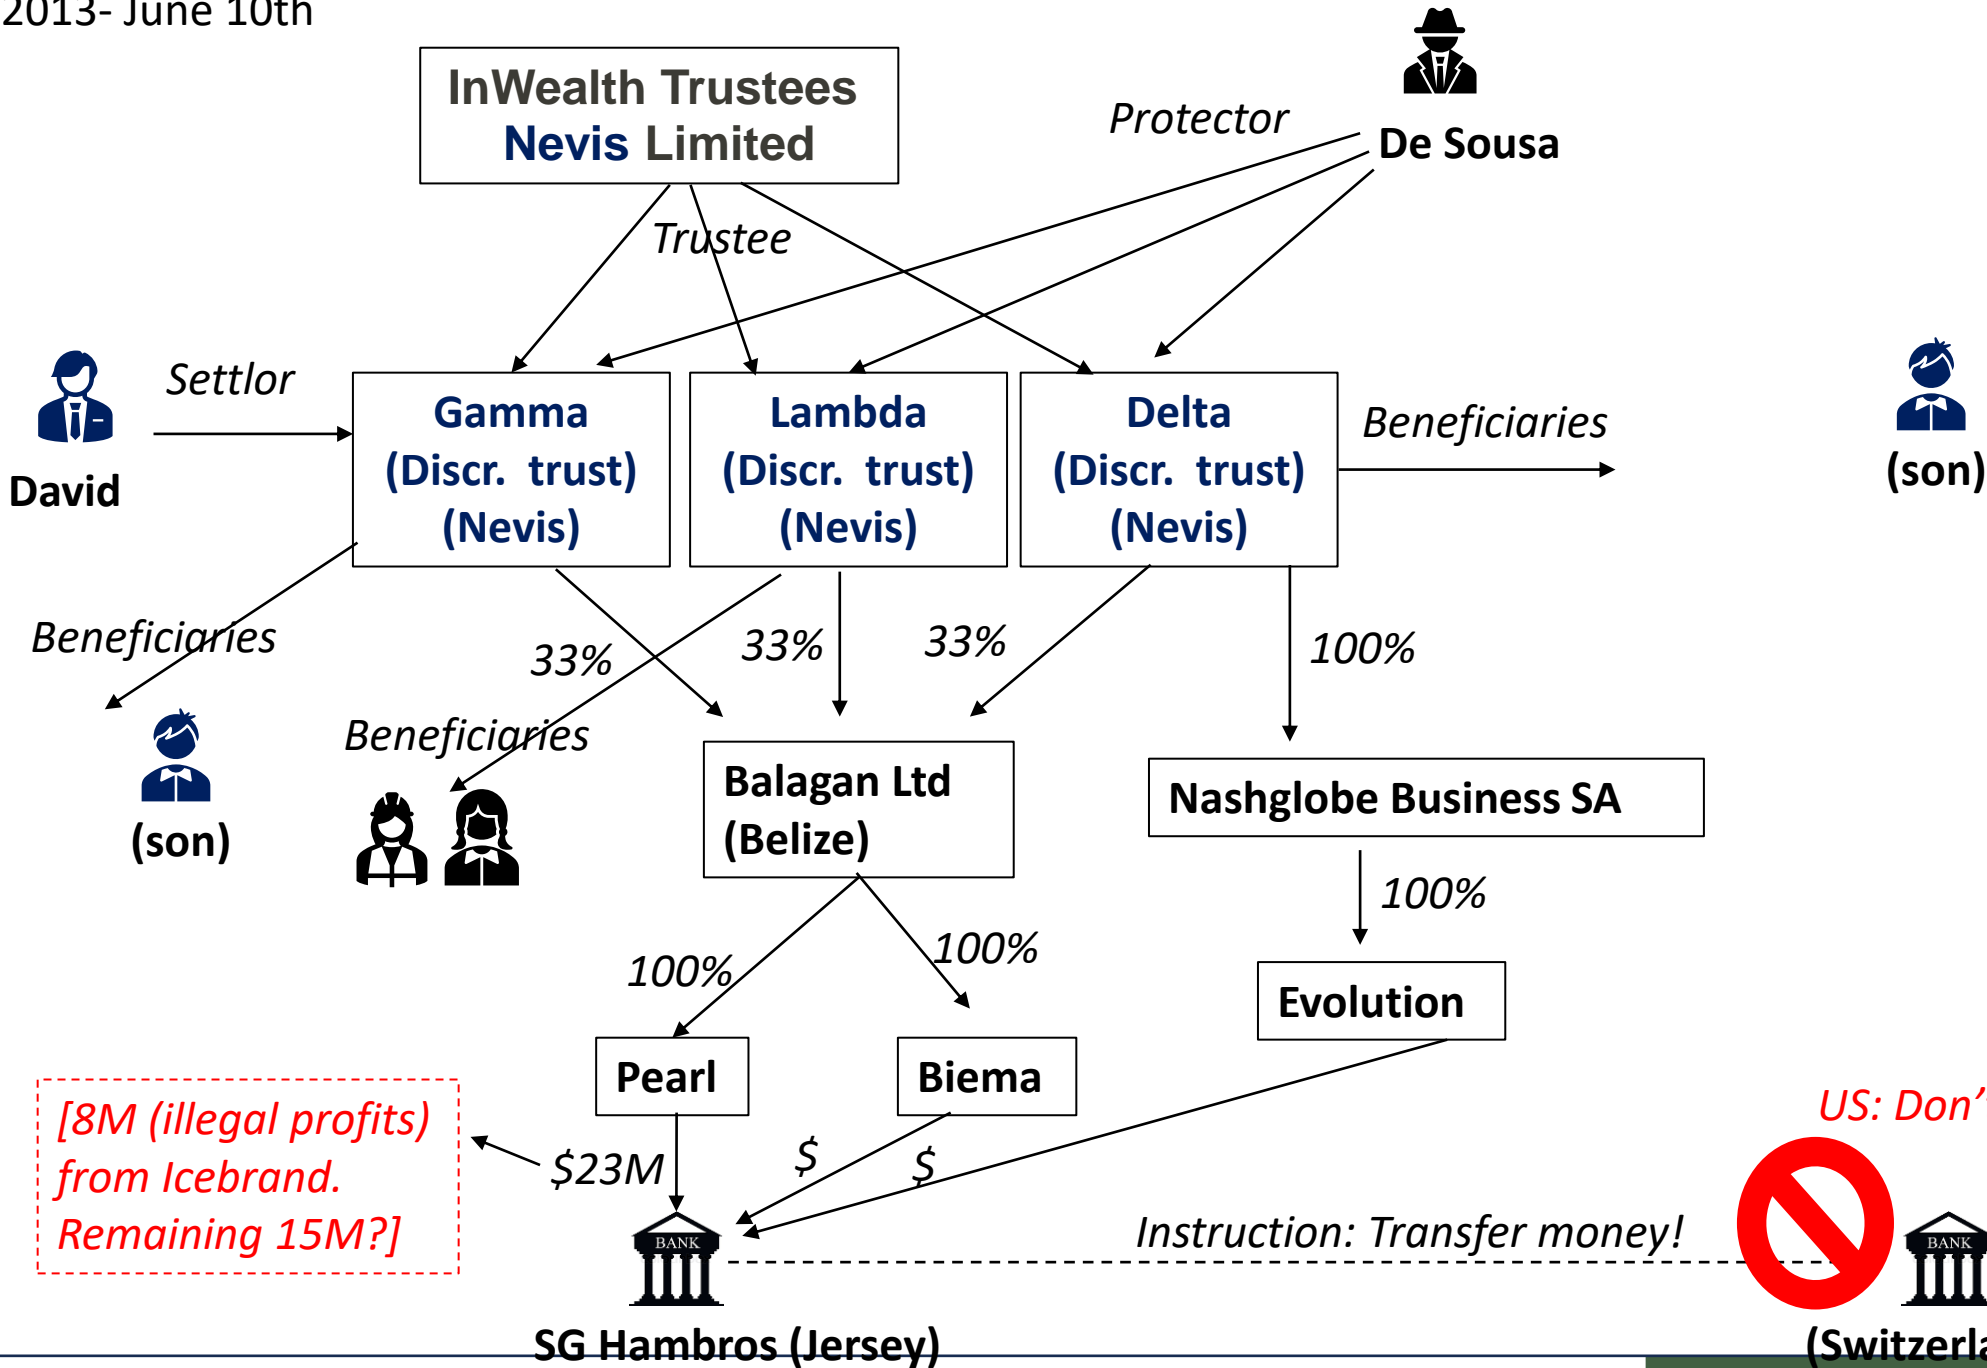 2013- June 10th
InWealth Trustees
Nevis Limited
Protector
De Sousa
Trustee
Settlor
David
Gamma
(Discr. trust)
(Nevis)
Lambda
(Discr. trust)
(Nevis)
Delta
(Discr. trust)
(Nevis)
Beneficiaries
(son)
Beneficiaries
(son)
Beneficiaries
33%
33%
33%
100%
Balagan Ltd
(Belize)
Nashglobe Business SA
100%
100%
100%
Evolution
Pearl
Biema
[8M (illegal profits)
from Icebrand.
Remaining 15M?]
$23M
$
$
US: Don'
Instruction: Transfer money!
BANK
BANK
SG Hambros (Jersey)
(Switzerla